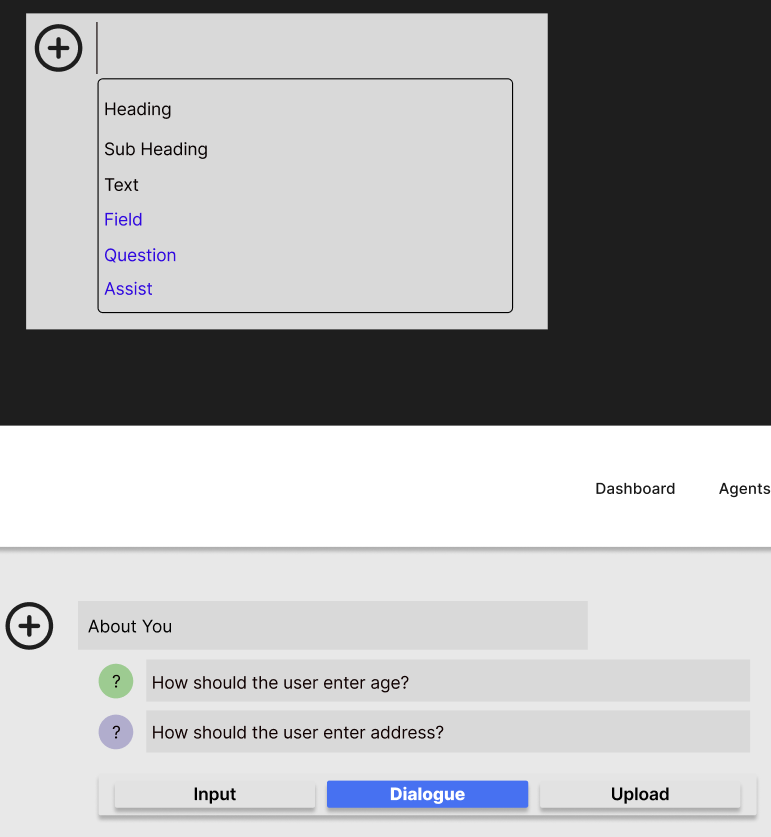 Heading
Sub Heading
Text
Field
Question
Assist
Dashboard Agents
About You
? How should the user enter age?
? How should the user enter address?
Input Dialogue Upload